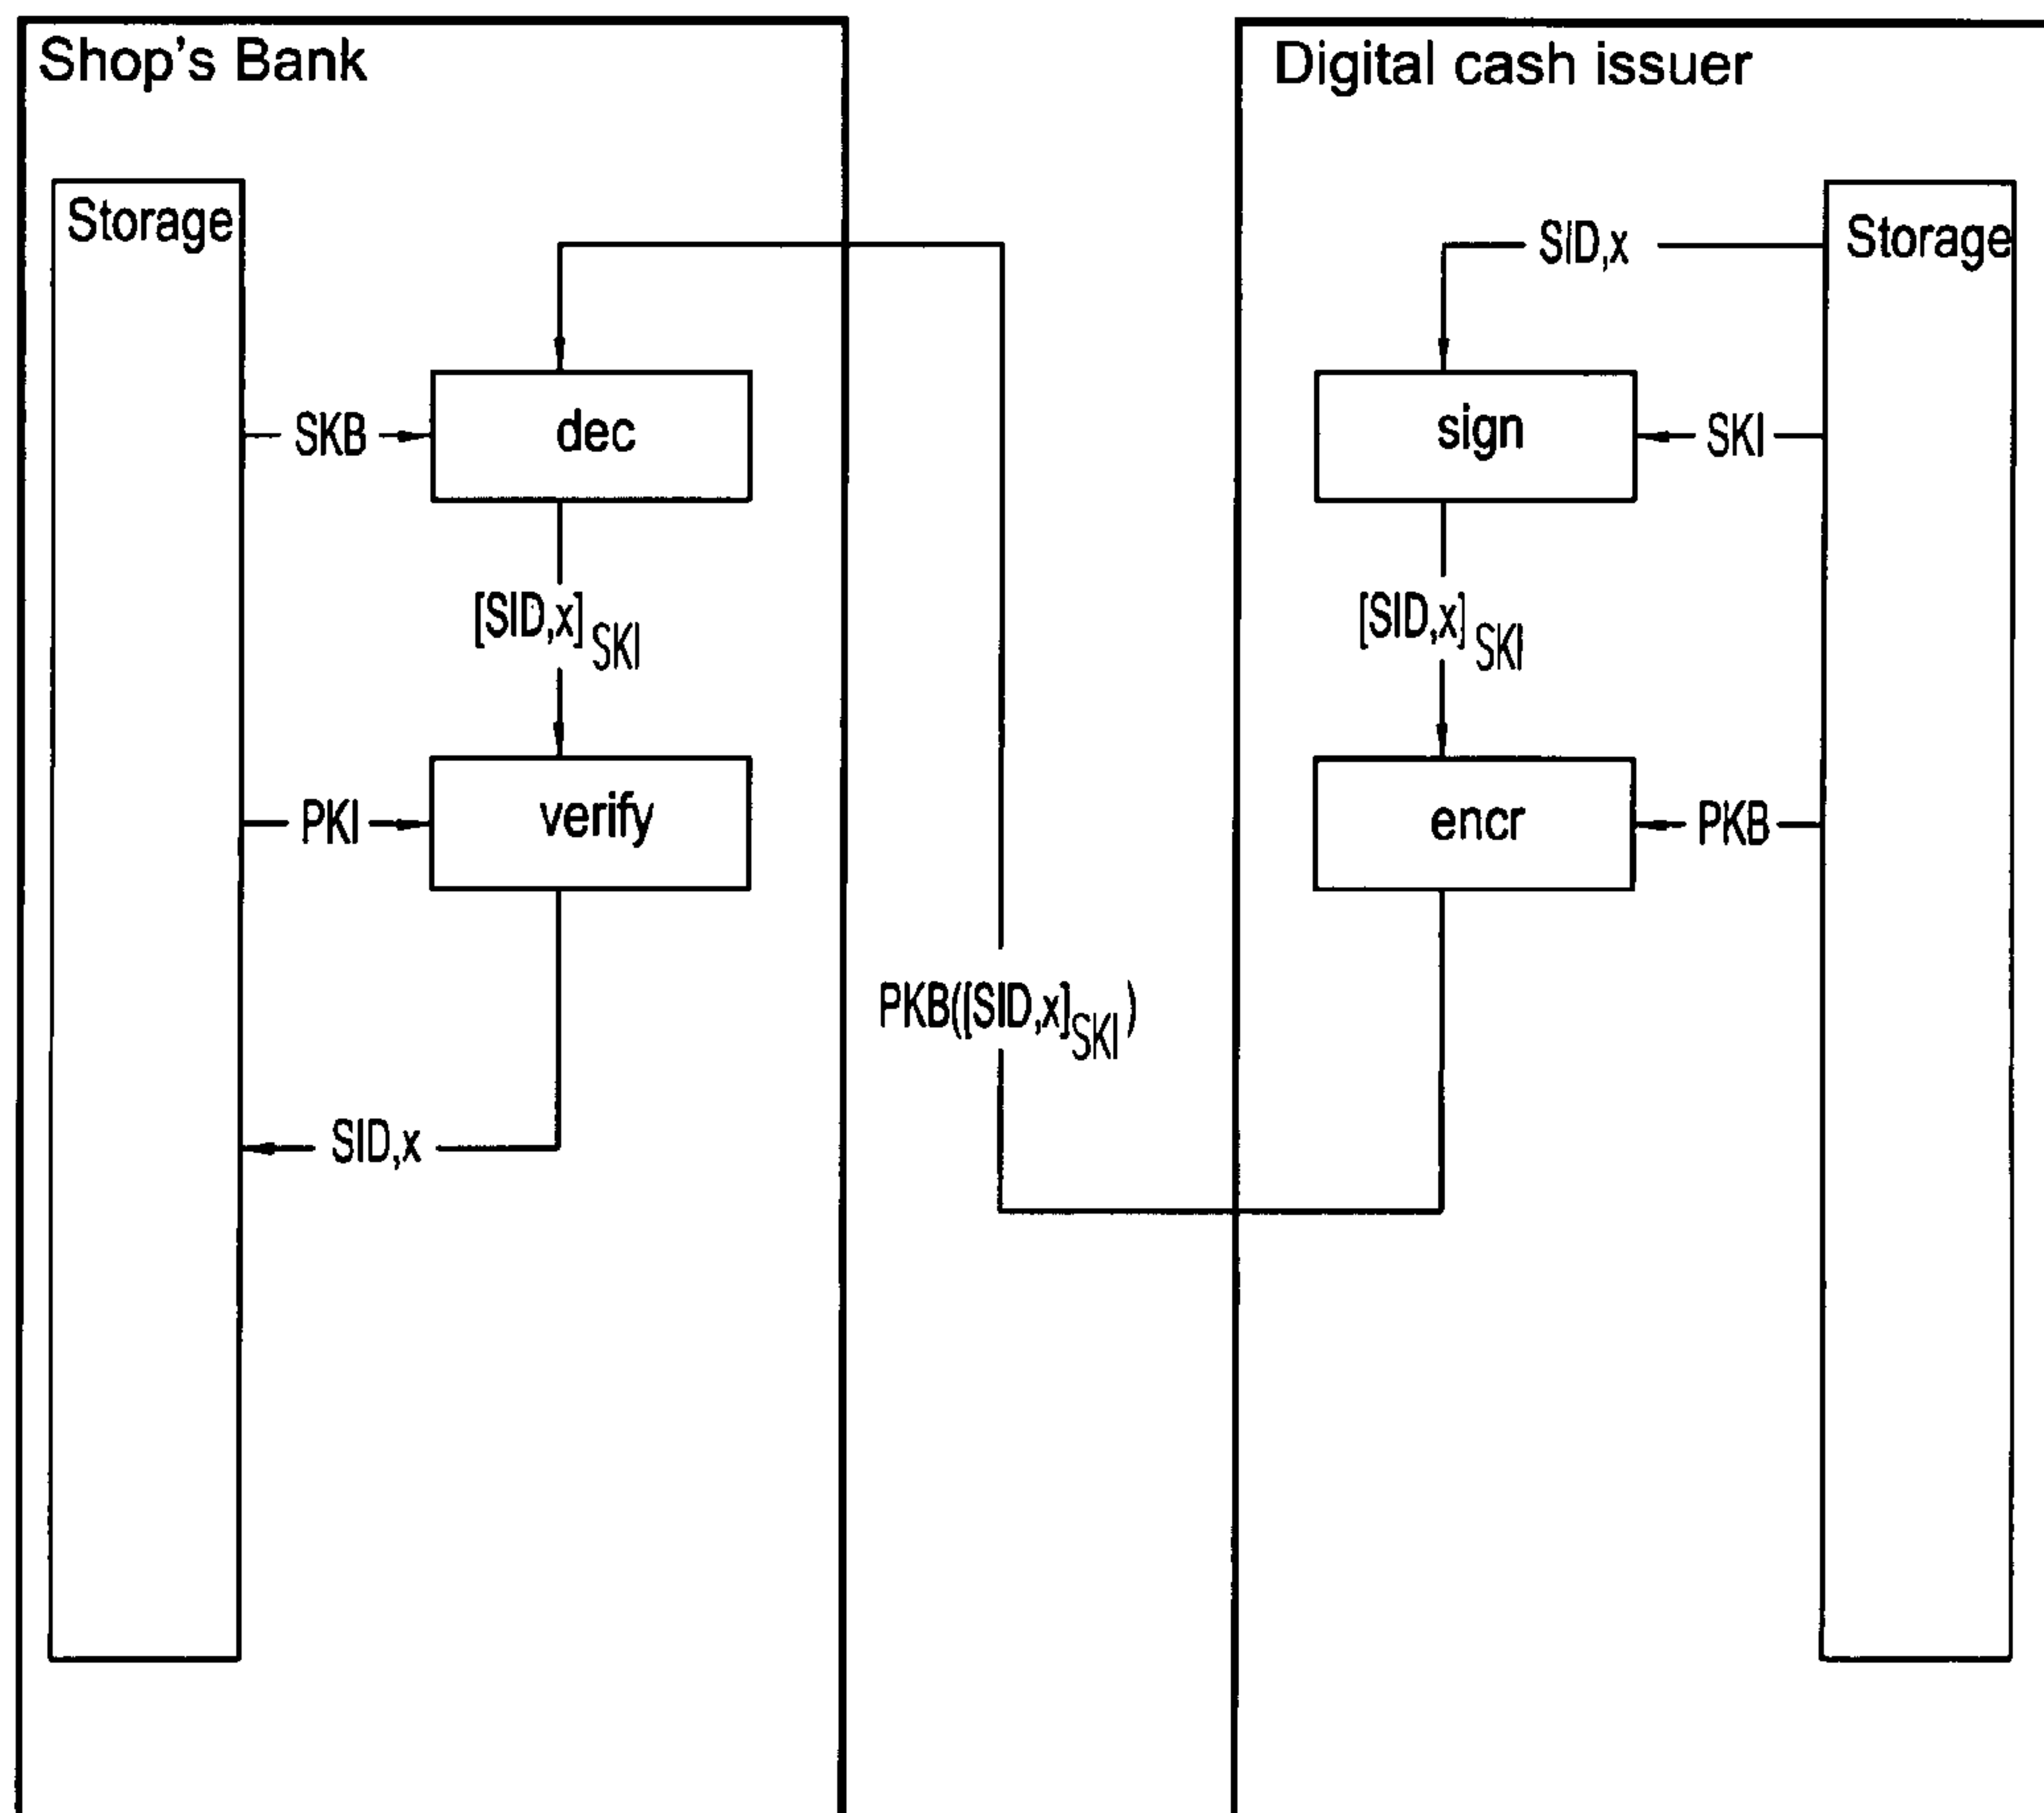 Shop's Bank
Storage
SKB
dec
[SID,x]SKI
PKI
verify
SID,x
PKB([SID,x]SKI)
Digital cash issuer
Storage
SID,x
sign
SKI
[SID,x]SKI
encr
PKB